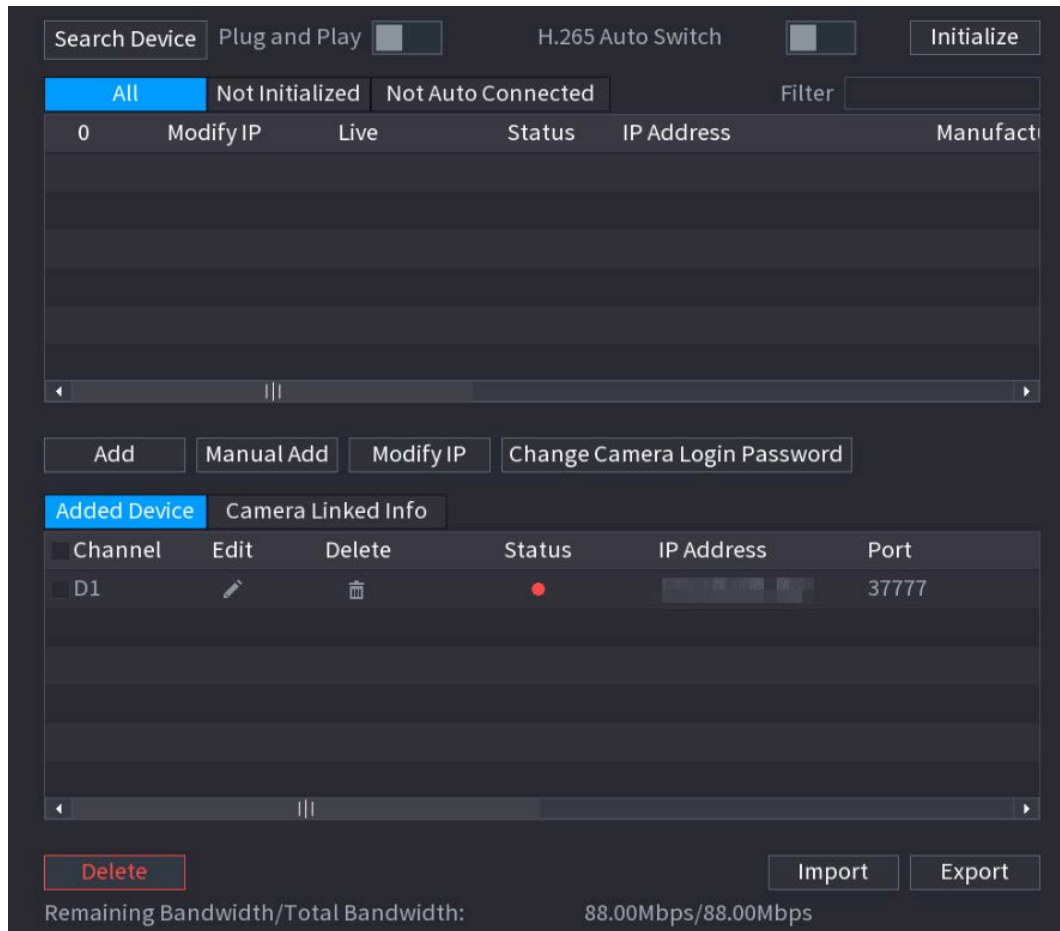 Search Device Plug and Play H.265 Auto Switch Initialize
All Not Initialized Not Auto Connected Filter
0 Modify IP Live Status IP Address Manufactu
Add Manual Add Modify IP Change Camera Login Password
Added Device Camera Linked Info
Channel Edit Delete Status IP Address Port
D1 37777
Delete Import Export
Remaining Bandwidth/Total Bandwidth: 88.00Mbps/88.00Mbps